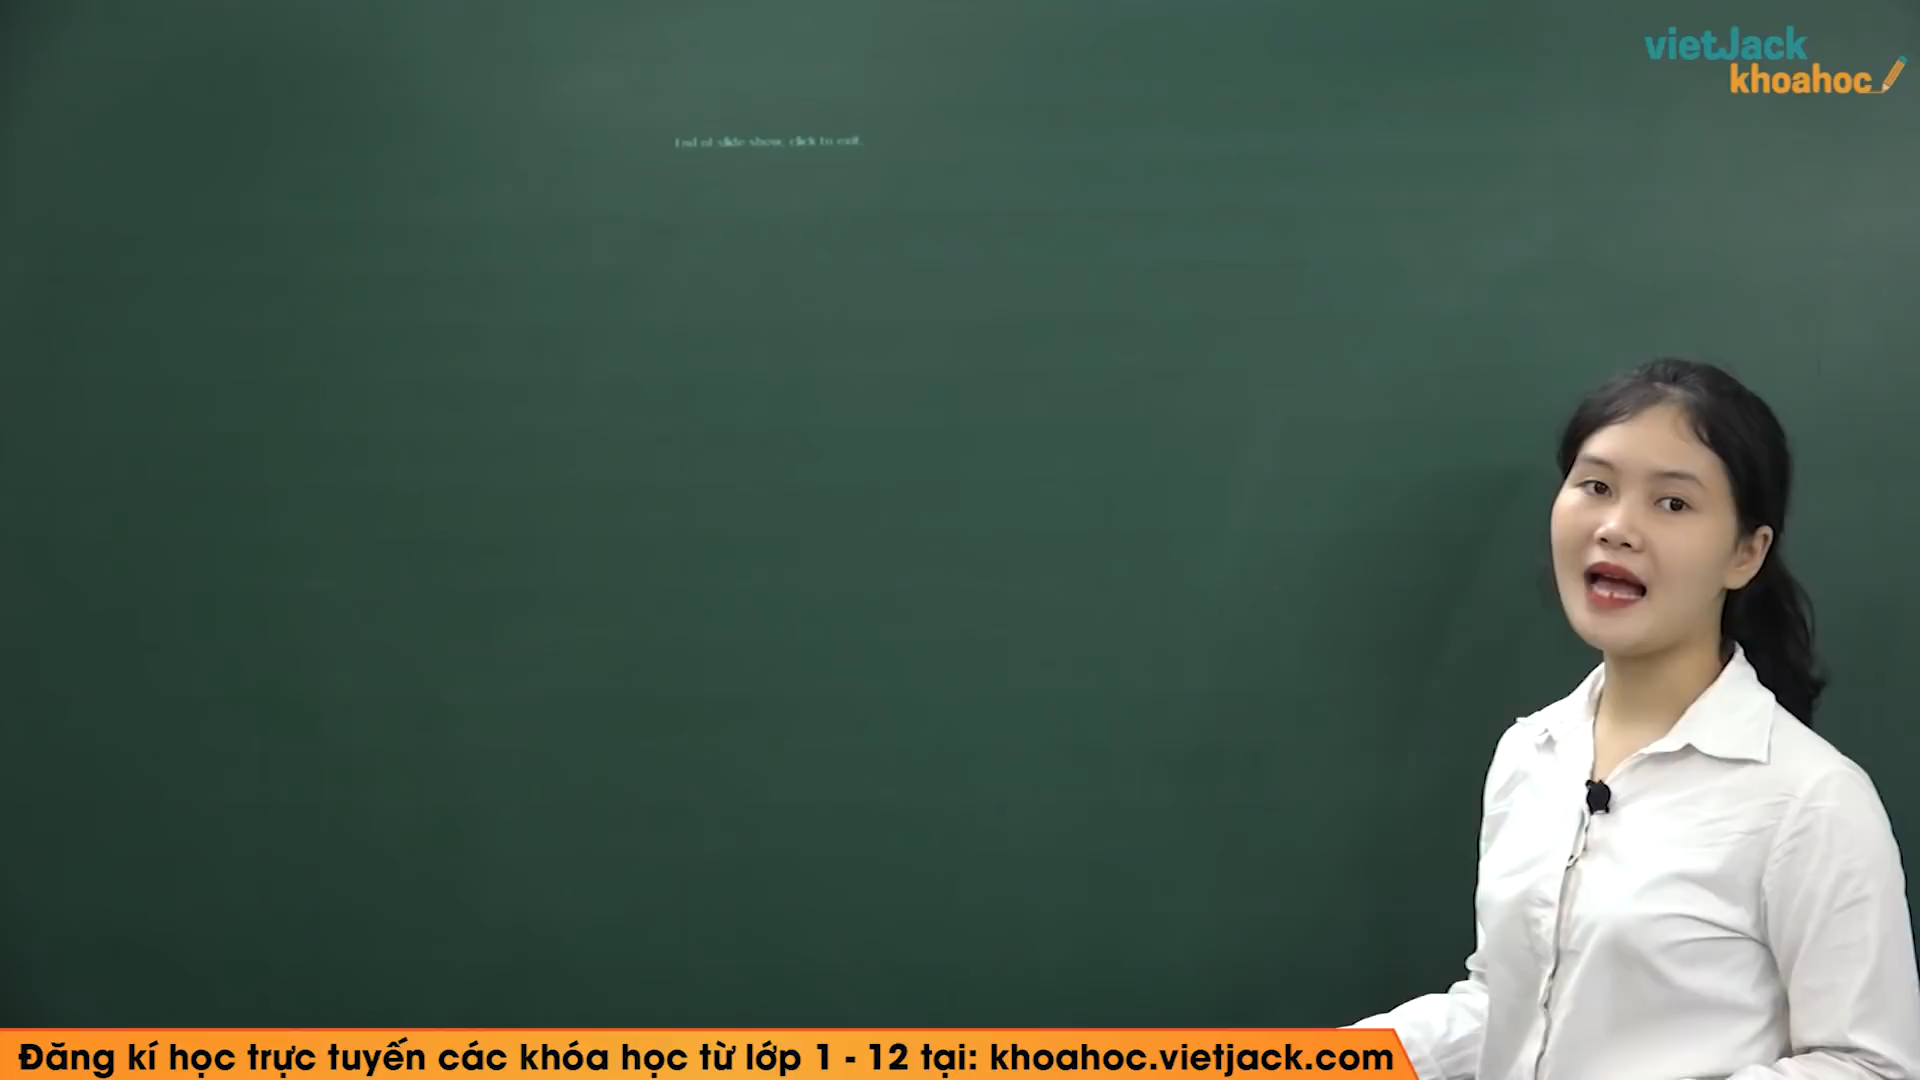 vietJack
khoahoc
End of slide show, click to exit.
Đăng kí học trực tuyến các khóa học từ lớp 1 - 12 tại: khoahoc.vietjack.com